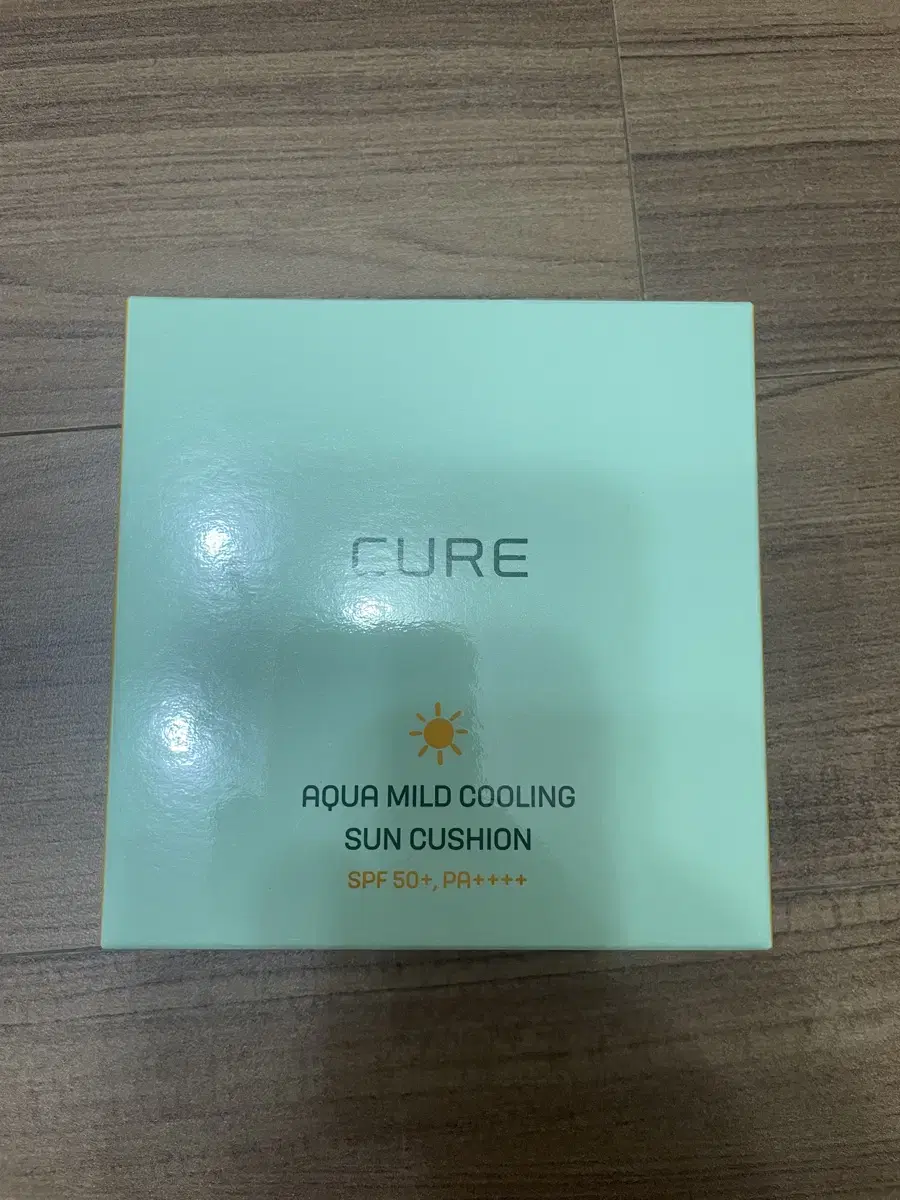 CURE
AQUA MILD COOLING
SUN CUSHION
SPF 50+, PA++++